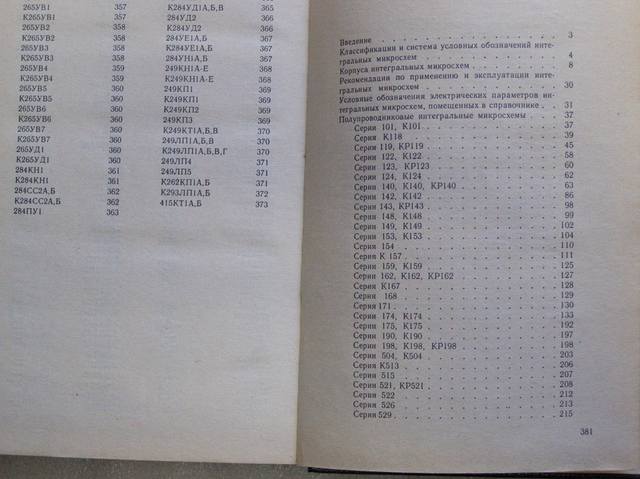 265УВ1 357
К265УВ1 357
265УВ2 358
К265УВ2 358
265УВ3 358
К265УВ3 358
265УВ4 359
К265УВ4 359
265УВ5 360
К265УВ5 360
265УВ6 360
К265УВ6 360
265УВ7 360
К265УВ7 360
265УД1 360
К265УД1 360
284КН1 361
К284КН1 361
284СС2А,Б 362
К284СС2А,Б 362
284ПУ1 363
К284УД1А,Б,В 365
284УД2 366
К284УД2 366
284УЕ1А,Б 366
К284УЕ1А,Б 367
284УН1А,Б 367
К284УН1А,Б 367
249КН1А-Е 368
К249КН1А-Е 368
249КП1 369
К249КП1 369
249КП2 369
К249КП2 369
249КП3 369
К249КТ1А,Б,В 370
249ЛП1А,Б,В 370
К249ЛП1А,Б,В,Г 370
249ЛП4 371
249ЛП5 371
К262КП1А,Б 371
К293ЛП1А,Б 372
415КТ1А,Б 373
Введение 3
Классификация и система условных обозначений инте-
гральных микросхем 4
Корпуса интегральных микросхем 8
Рекомендации по применению и эксплуатации инте-
гральных микросхем 30
Условные обозначения электрических параметров ин-
тегральных микросхем, помещенных в справочнике 31
Полупроводниковые интегральные микросхемы 37
Серии 101, К101 37
Серия К118 39
Серии 119, КР119 45
Серии 122, К122 58
Серии 123, КР123 60
Серии 124, К124 62
Серии 140, К140, КР140 63
Серии 142, К142 86
Серии 143, КР143 98
Серии 148, К148 99
Серии 149, К149 102
Серии 153, К153 104
Серия 154 110
Серия К 157 111
Серии 159, К159 125
Серии 162, К162, КР162 127
Серия К167 128
Серия 168 129
Серия 171 130
Серии 174, К174 133
Серии 175, К175 192
Серии 190, К190 197
Серии 198, К198, КР198 198
Серии 504, К504 203
Серия К513 206
Серия 515 207
Серии 521, КР521 208
Серия 522 212
Серия 526 213
Серия 529 215
381